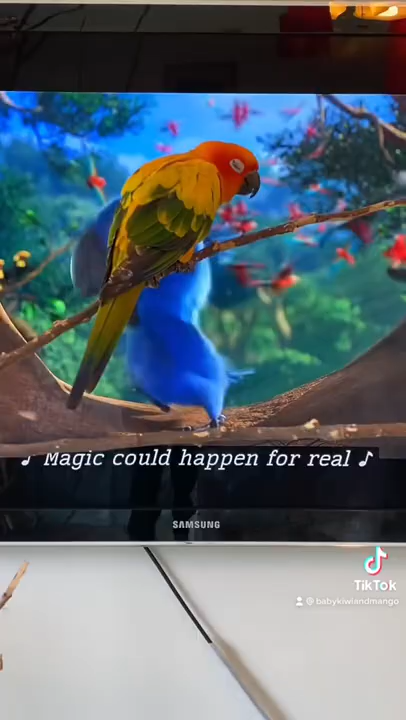 ♪ Magic could happen for real ♪
SAMSUNG
TikTok
@babykiwiandmango